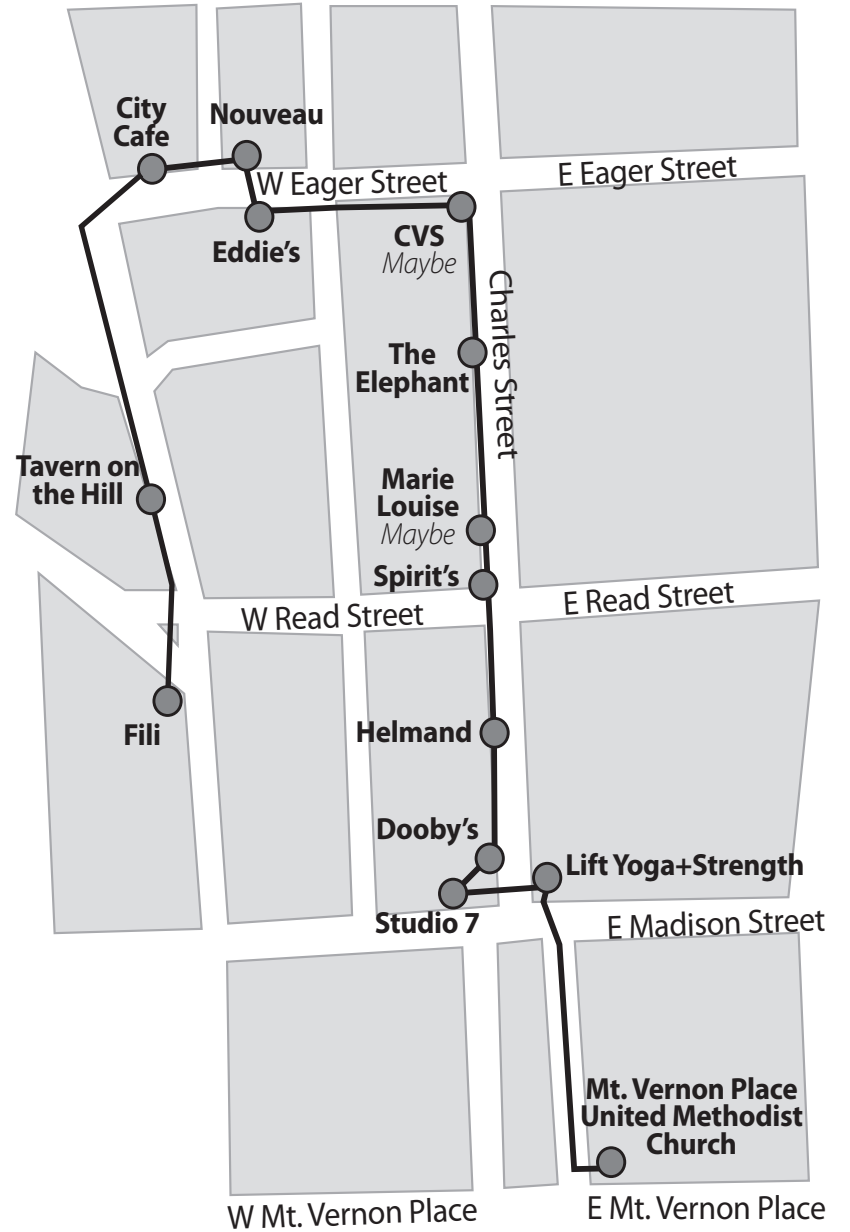 City
Cafe
Nouveau
W Eager Street
E Eager Street
Eddie's
CVS
Maybe
Charles Street
The
Elephant
Tavern on
the Hill
Marie
Louise
Maybe
Spirit's
W Read Street
E Read Street
Fili
Helmand
Dooby's
Lift Yoga+Strength
Studio 7
E Madison Street
Mt. Vernon Place
United Methodist
Church
W Mt. Vernon Place
E Mt. Vernon Place